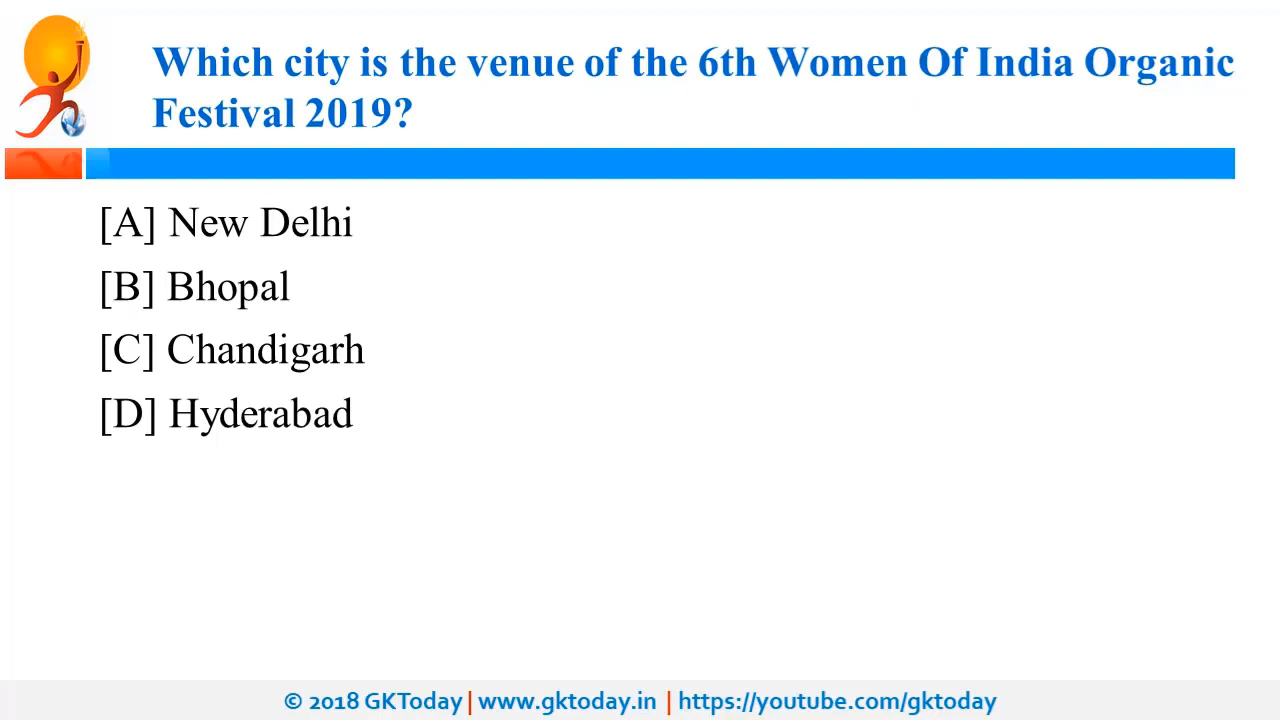 Which city is the venue of the 6th Women Of India Organic
Festival 2019?
[A] New Delhi
[B] Bhopal
[C] Chandigarh
[D] Hyderabad
© 2018 GKToday | www.gktoday.in | https://youtube.com/gktoday